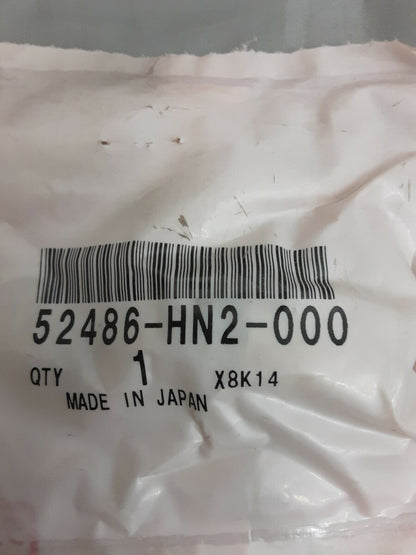 52486-HN2-000
QTY 1 X8K14
MADE IN JAPAN